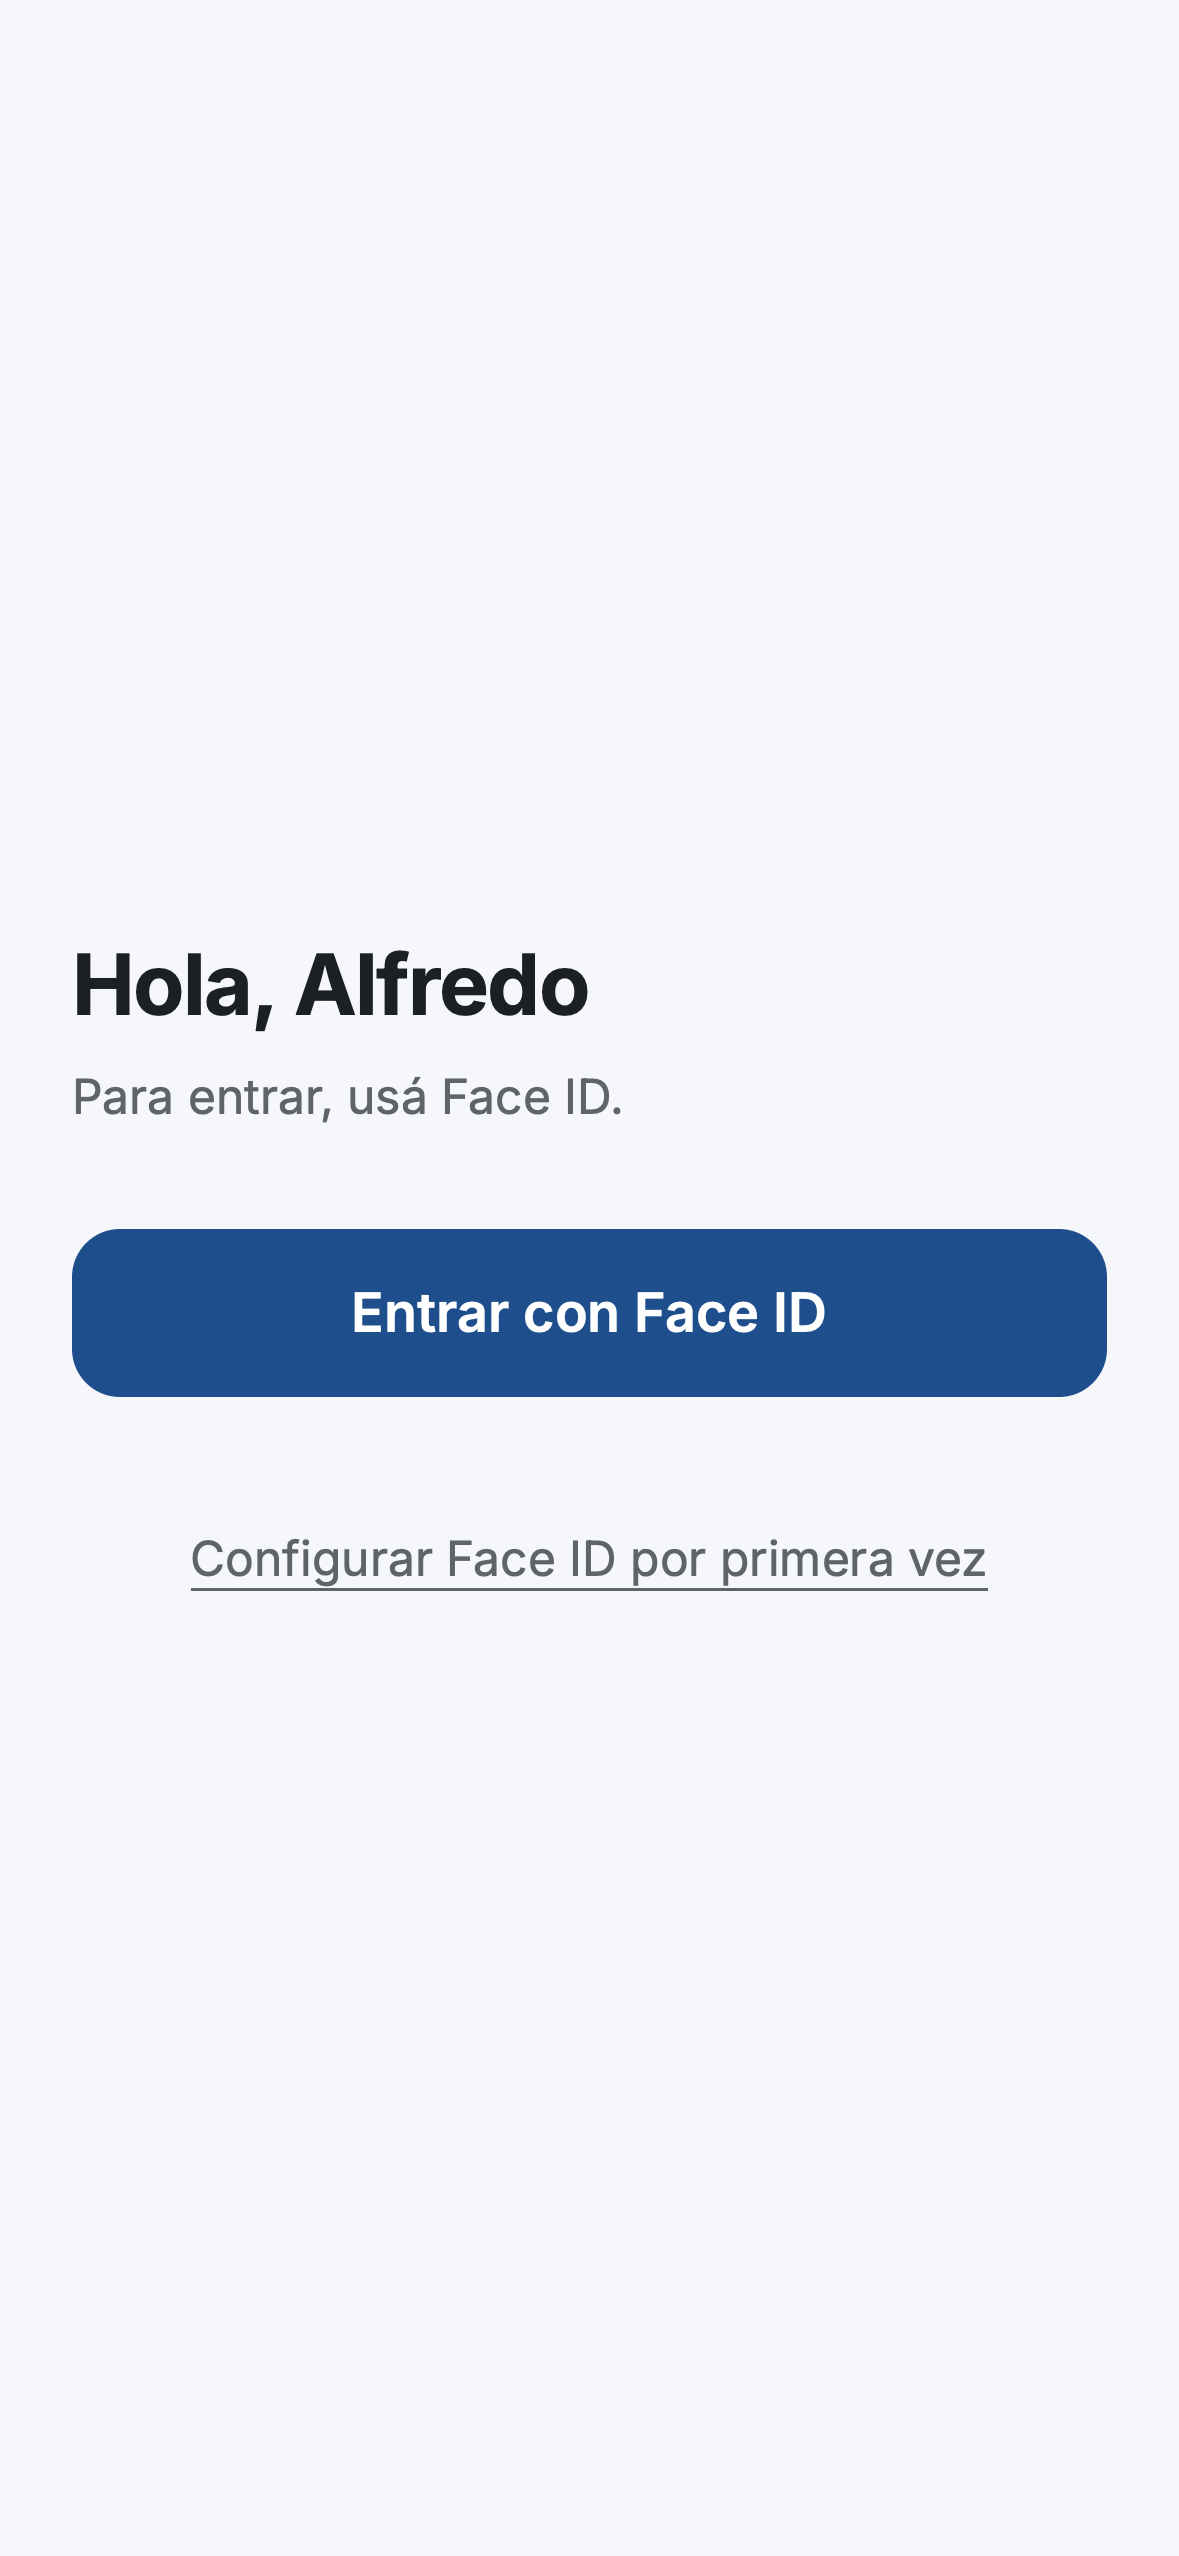 Hola, Alfredo
Para entrar, usá Face ID.
Entrar con Face ID
Configurar Face ID por primera vez